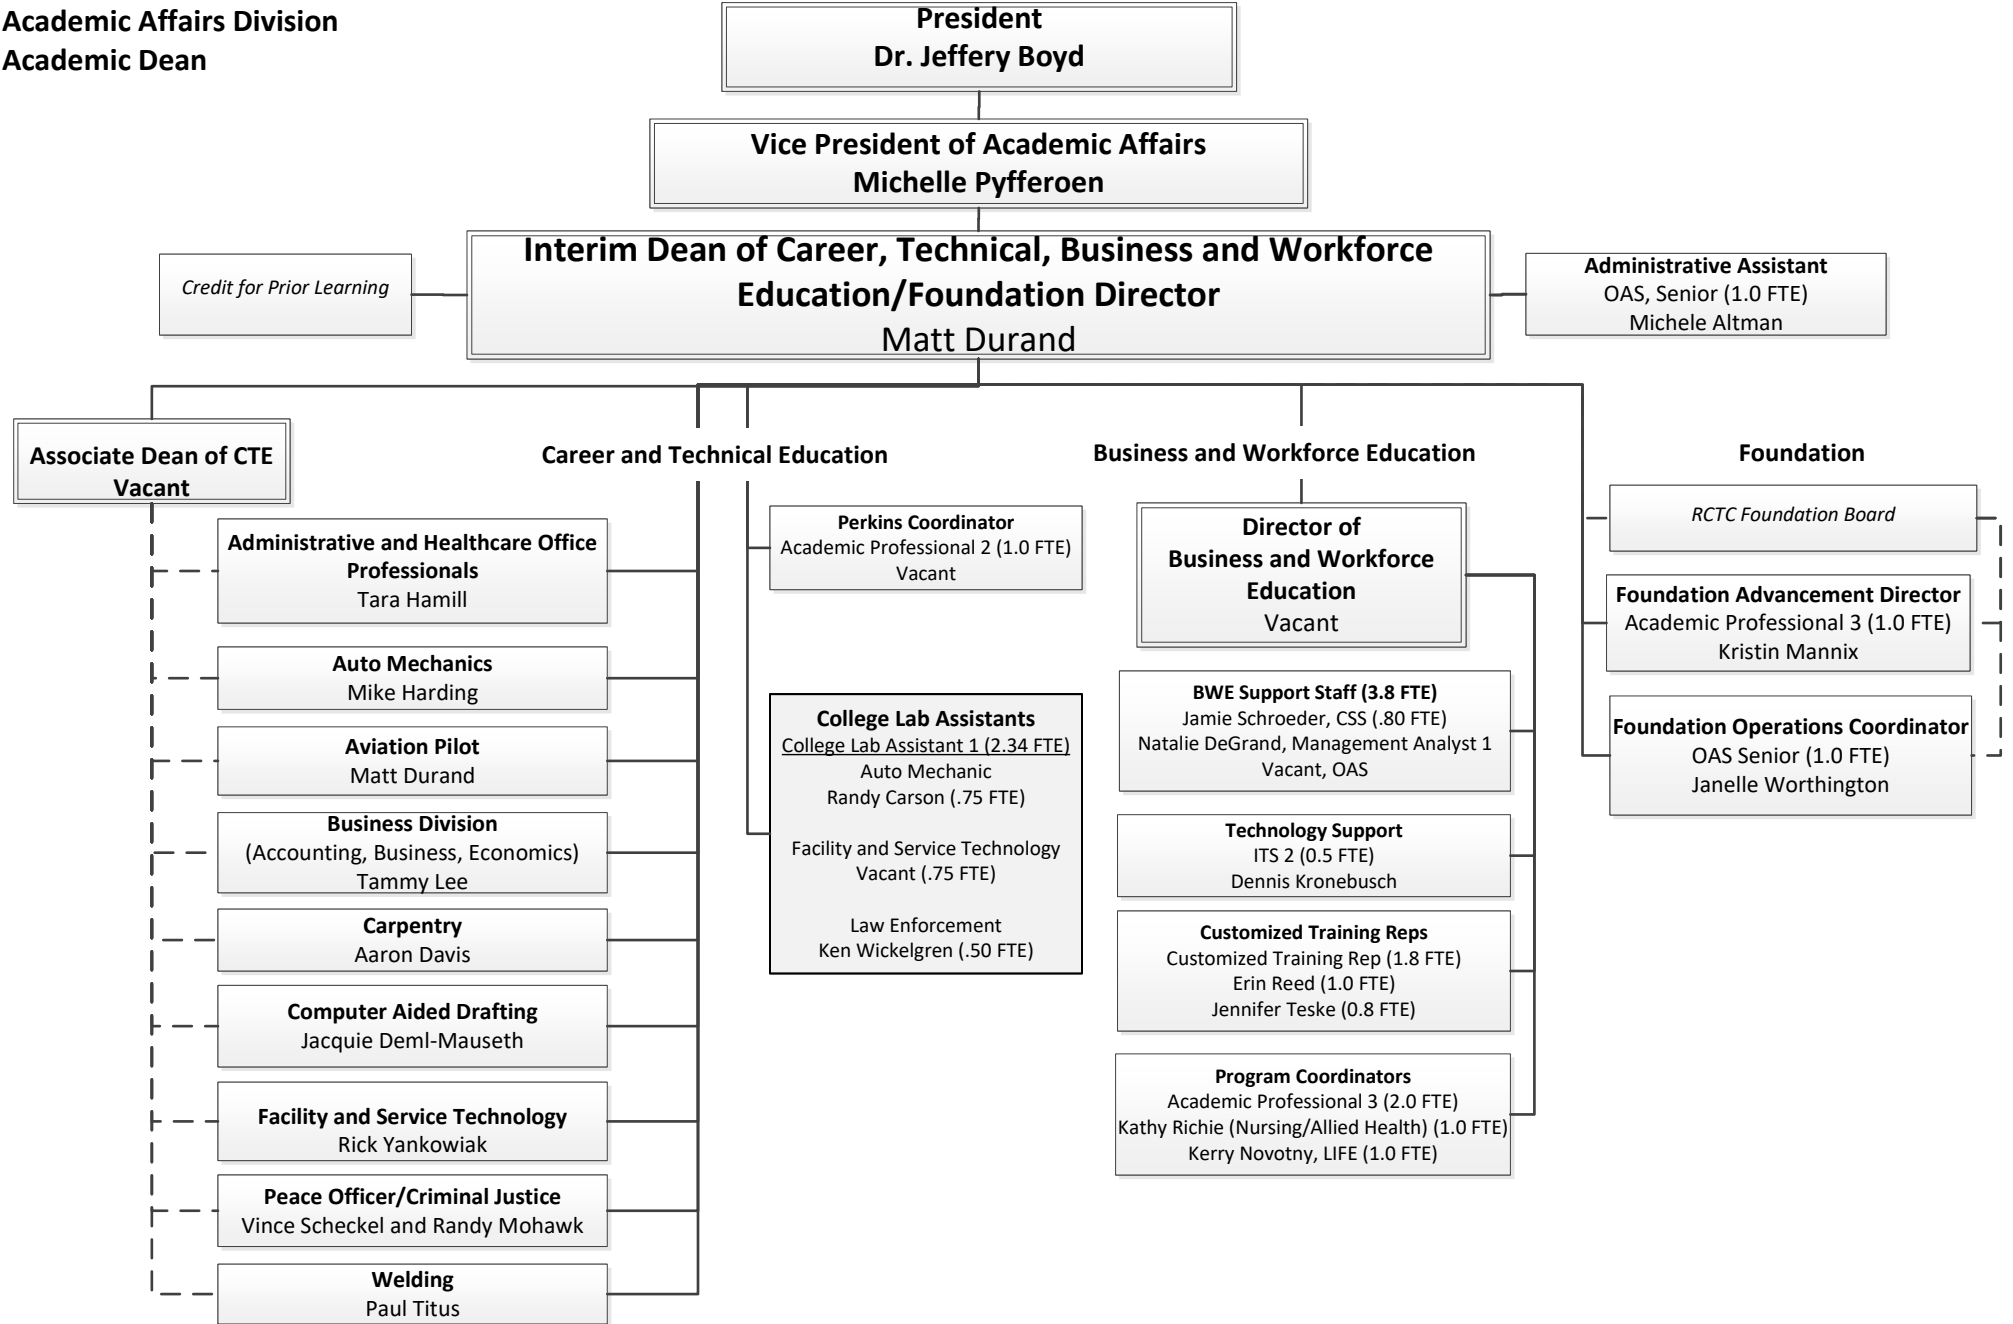 Academic Affairs Division
Academic Dean
President
Dr. Jeffery Boyd
Vice President of Academic Affairs
Michelle Pyfferoen
Interim Dean of Career, Technical, Business and Workforce
Education/Foundation Director
Matt Durand
Credit for Prior Learning
Administrative Assistant
OAS, Senior (1.0 FTE)
Michele Altman
Associate Dean of CTE
Vacant
Career and Technical Education
Administrative and Healthcare Office
Professionals
Tara Hamill
Auto Mechanics
Mike Harding
Aviation Pilot
Matt Durand
Business Division
(Accounting, Business, Economics)
Tammy Lee
Carpentry
Aaron Davis
Computer Aided Drafting
Jacquie Deml-Mauseth
Facility and Service Technology
Rick Yankowiak
Peace Officer/Criminal Justice
Vince Scheckel and Randy Mohawk
Welding
Paul Titus
Perkins Coordinator
Academic Professional 2 (1.0 FTE)
Vacant
College Lab Assistants
College Lab Assistant 1 (2.34 FTE)
Auto Mechanic
Randy Carson (.75 FTE)
Facility and Service Technology
Vacant (.75 FTE)
Law Enforcement
Ken Wickelgren (.50 FTE)
Business and Workforce Education
Director of
Business and Workforce
Education
Vacant
BWE Support Staff (3.8 FTE)
Jamie Schroeder, CSS (.80 FTE)
Natalie DeGrand, Management Analyst 1
Vacant, OAS
Technology Support
ITS 2 (0.5 FTE)
Dennis Kronebusch
Customized Training Reps
Customized Training Rep (1.8 FTE)
Erin Reed (1.0 FTE)
Jennifer Teske (0.8 FTE)
Program Coordinators
Academic Professional 3 (2.0 FTE)
Kathy Richie (Nursing/Allied Health) (1.0 FTE)
Kerry Novotny, LIFE (1.0 FTE)
Foundation
RCTC Foundation Board
Foundation Advancement Director
Academic Professional 3 (1.0 FTE)
Kristin Mannix
Foundation Operations Coordinator
OAS Senior (1.0 FTE)
Janelle Worthington